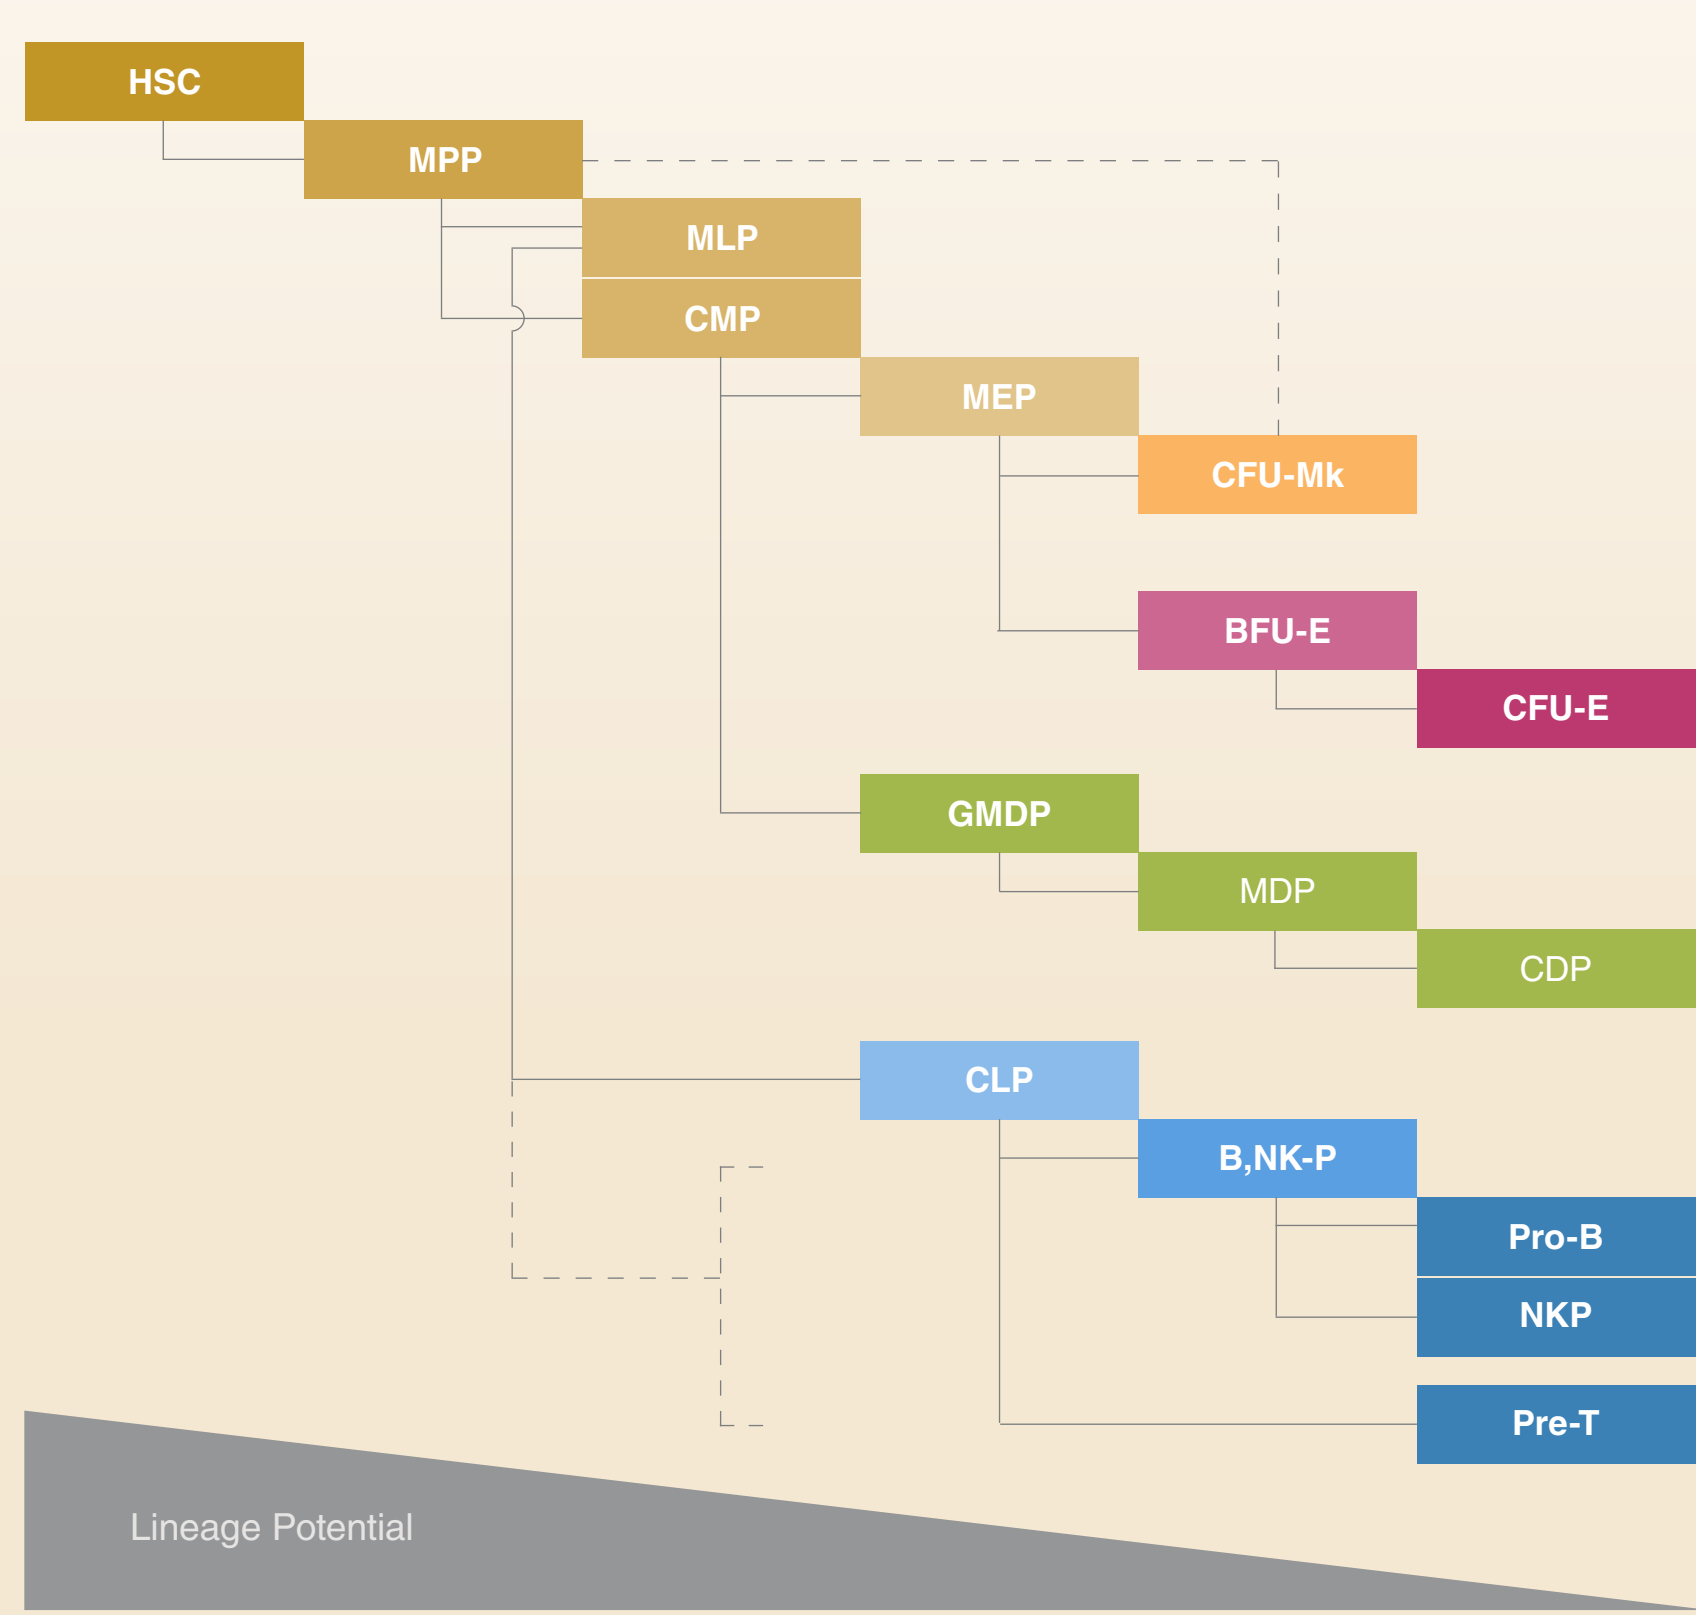 HSC
MPP
MLP
CMP
MEP
CFU-Mk
BFU-E
CFU-E
GMDP
MDP
CDP
CLP
B,NK-P
Pro-B
NKP
Pre-T
Lineage Potential